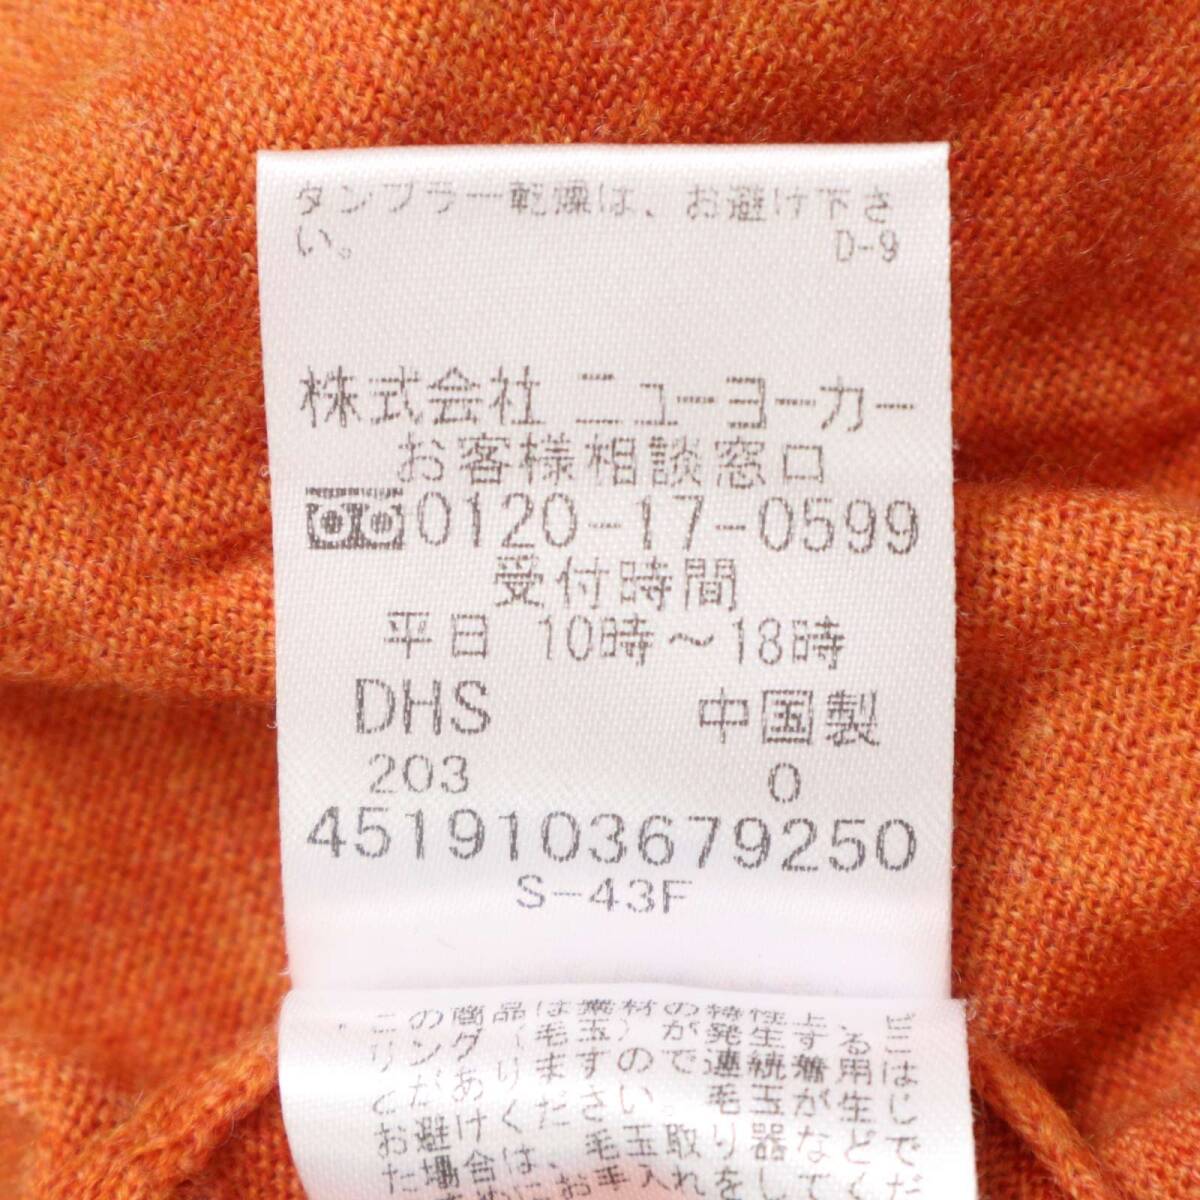 タンブラー乾燥は、お避け下さ
い。 D-9
株式会社 ニューヨーカー
お客様相談窓口
0120-17-0599
受付時間
平日 10時～18時
DHS 中国製
203 0
4519103679250
S-43F
この商品は素材の特性上ピ
リング（毛玉）が発生する
とがありますので連続着用は
お避けください。毛玉が生じ
た場合は、毛玉取り器などで
お手入れをしてくだ